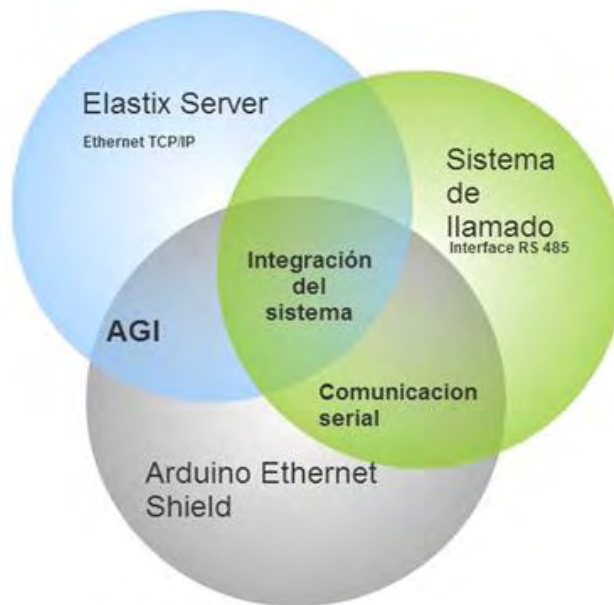 Elastix Server
Ethernet TCP/IP
Sistema
de
llamado
Interface RS 485
Integración
del
sistema
AGI
Comunicacion
serial
Arduino Ethernet
Shield